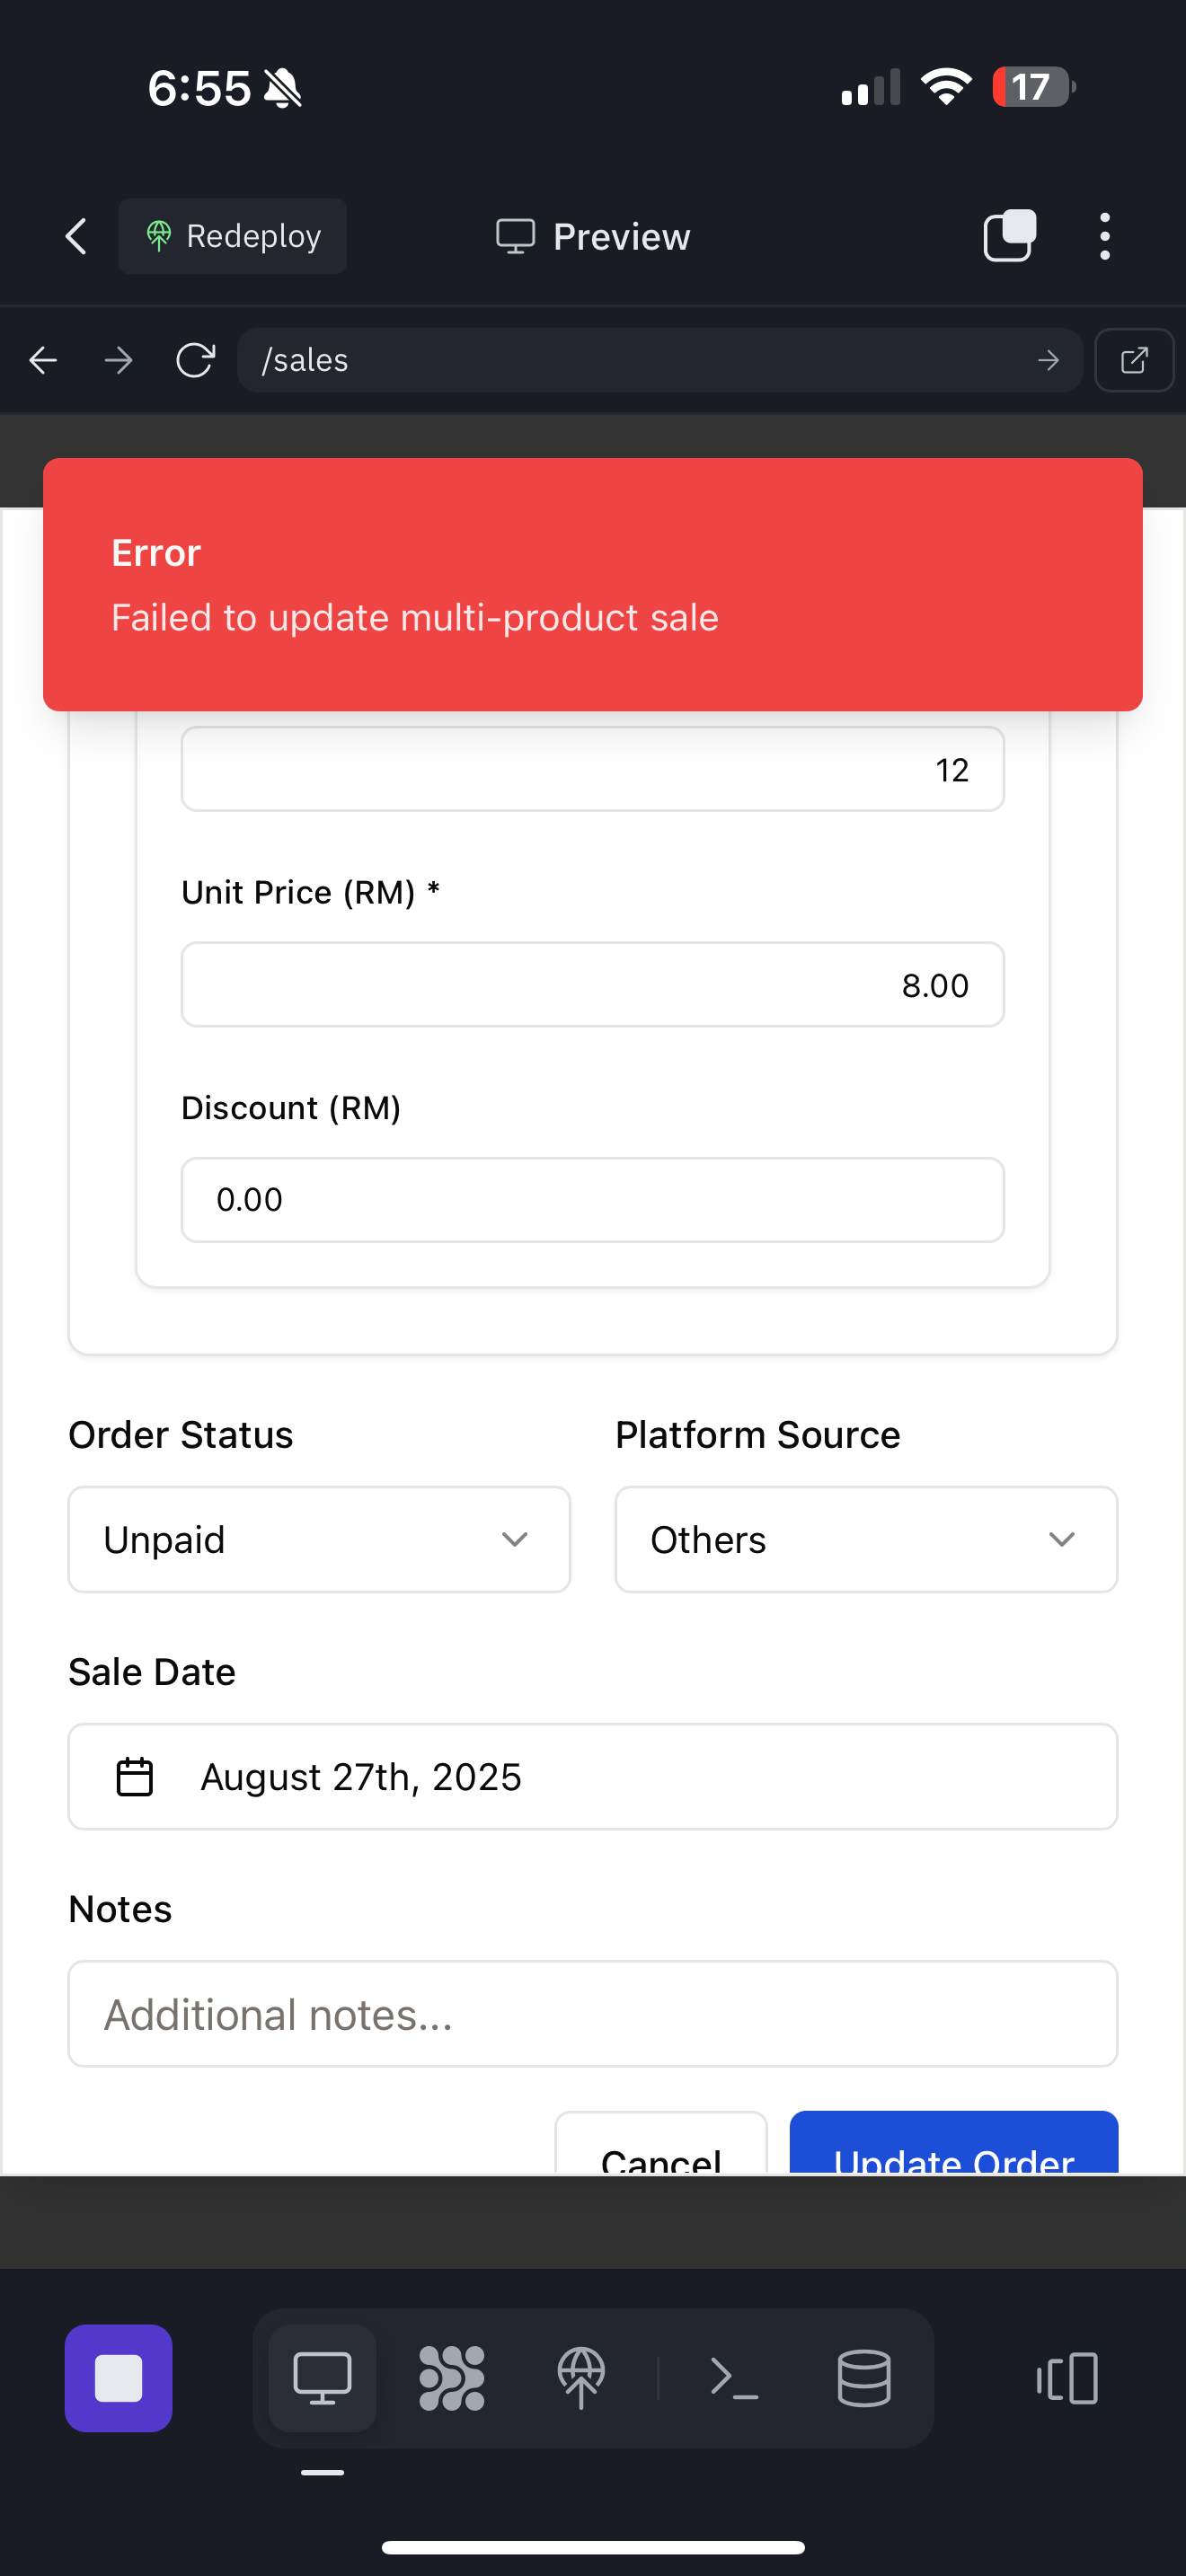 6:55
17
Redeploy
Preview
/sales
Error
Failed to update multi-product sale
12
Unit Price (RM) *
8.00
Discount (RM)
0.00
Order Status
Platform Source
Unpaid
Others
Sale Date
August 27th, 2025
Notes
Additional notes...
Cancel
Update Order